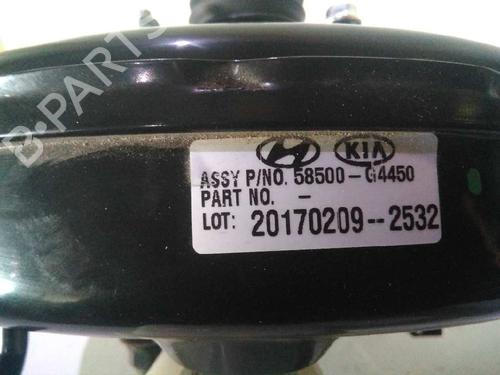 B-PARTS
KIA
ASSY P/NO. 58500-G4450
PART NO. -
LOT: 20170209--2532